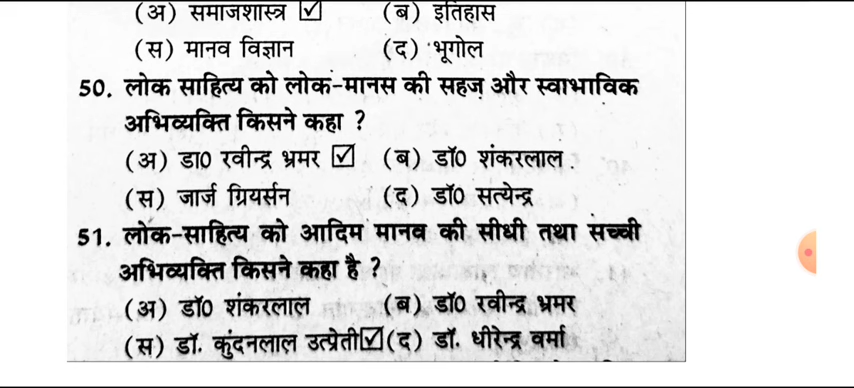 (अ) समाजशास्त्र ☑ (ब) इतिहास
(स) मानव विज्ञान (द) भूगोल
50. लोक साहित्य को लोक-मानस की सहज और स्वाभाविक
अभिव्यक्ति किसने कहा ?
(अ) डा0 रवीन्द्र भ्रमर ☑ (ब) डॉ0 शंकरलाल
(स) जार्ज ग्रियर्सन (द) डॉ0 सत्येन्द्र
51. लोक-साहित्य को आदिम मानव की सीधी तथा सच्ची
अभिव्यक्ति किसने कहा है ?
(अ) डॉ0 शंकरलाल (ब) डॉ0 रवीन्द्र भ्रमर
(स) डॉ. कुंदनलाल उत्प्रेती ☑ (द) डॉ. धीरेन्द्र वर्मा